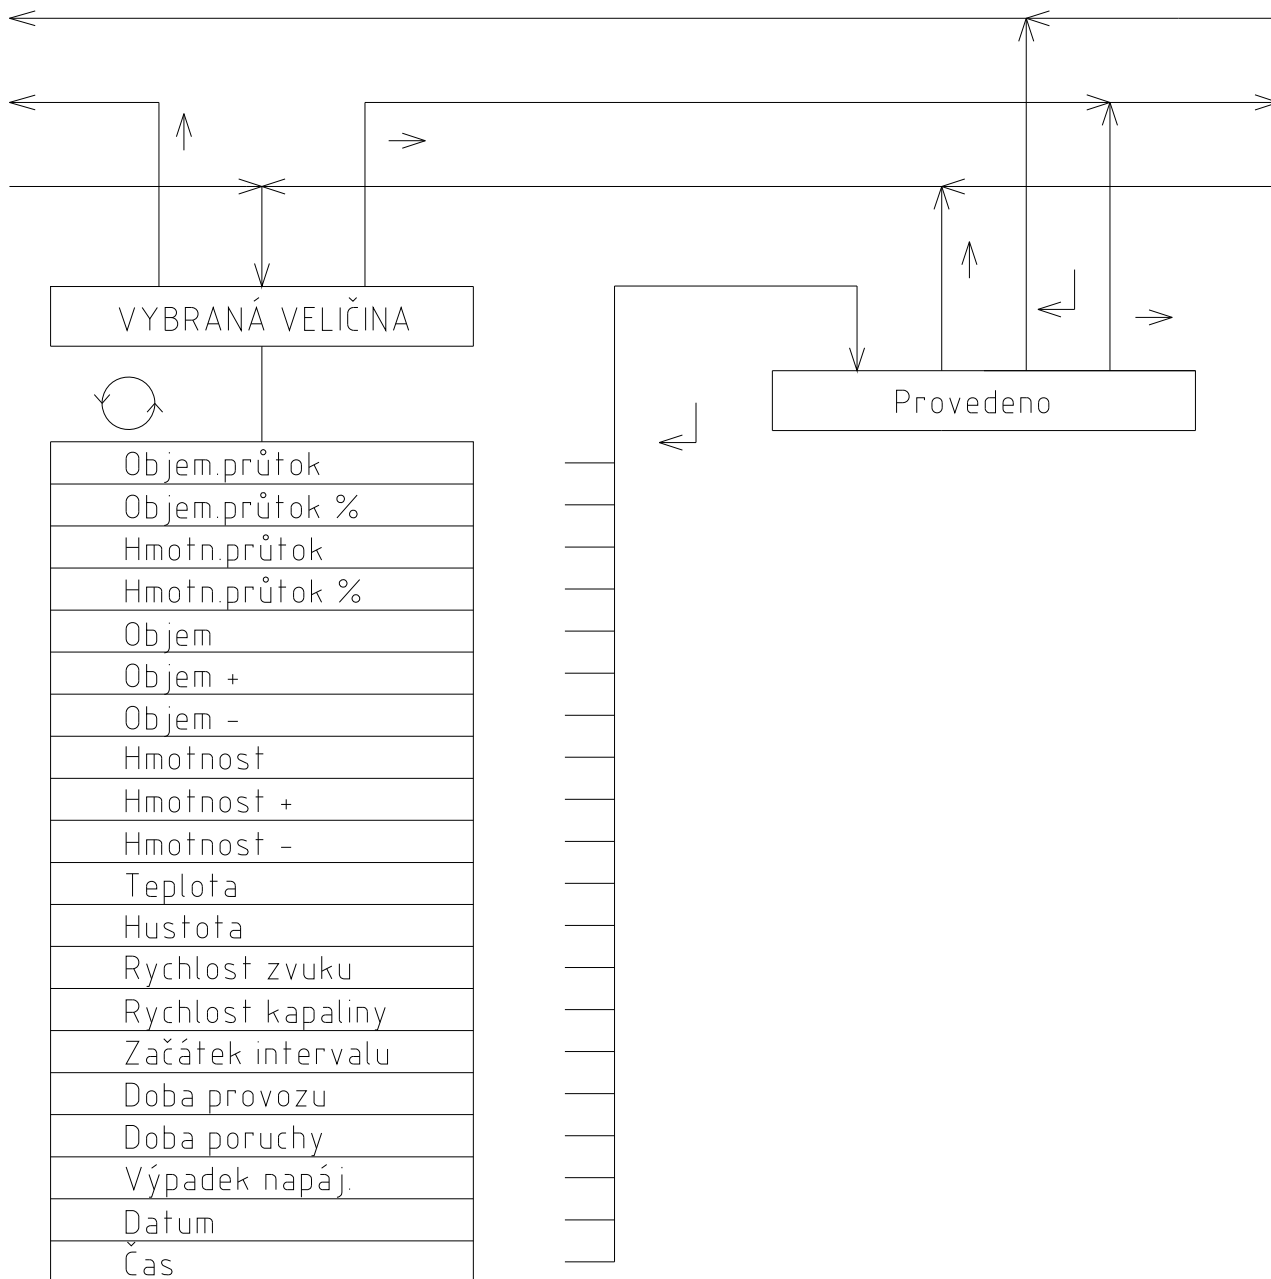 VYBRANÁ VELIČINA
Provedeno
Objem.průtok
Objem.průtok %
Hmotn.průtok
Hmotn.průtok %
Objem
Objem +
Objem -
Hmotnost
Hmotnost +
Hmotnost -
Teplota
Hustota
Rychlost zvuku
Rychlost kapaliny
Začátek intervalu
Doba provozu
Doba poruchy
Výpadek napáj.
Datum
Čas